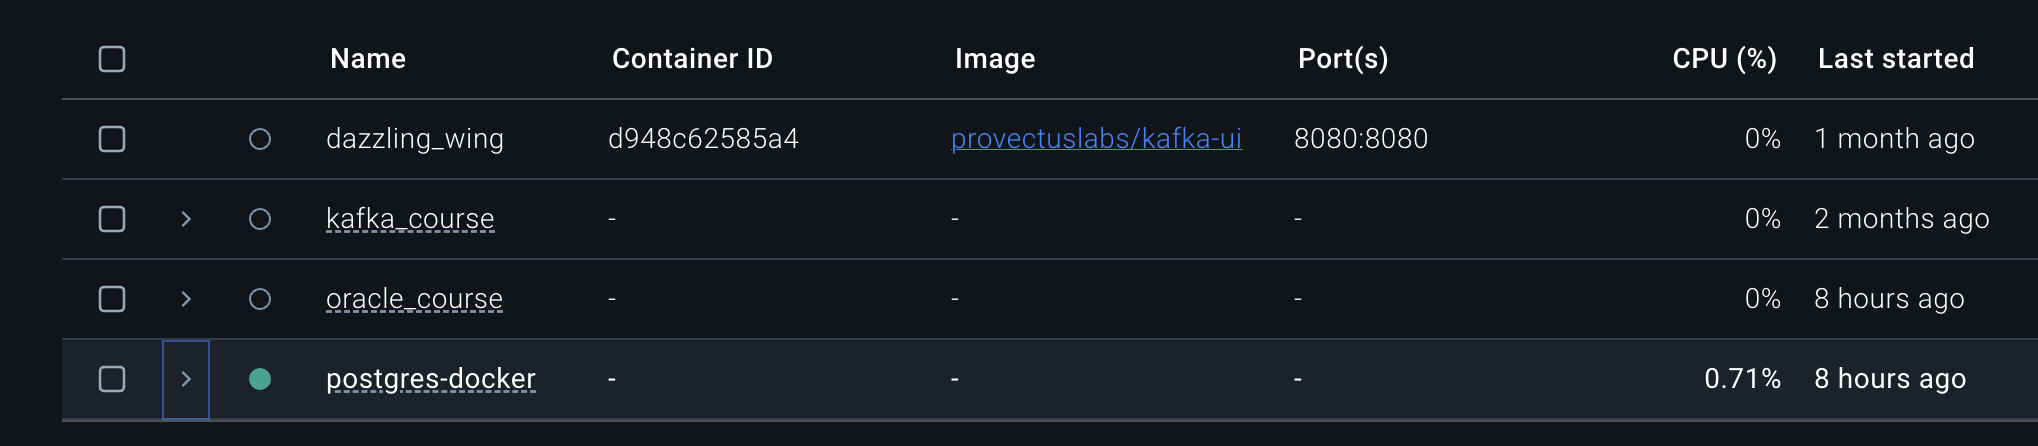 Name Container ID Image Port(s) CPU (%) Last started
dazzling_wing d948c62585a4 provectuslabs/kafka-ui 8080:8080 0% 1 month ago
kafka_course - - - 0% 2 months ago
oracle_course - - - 0% 8 hours ago
postgres-docker - - - 0.71% 8 hours ago